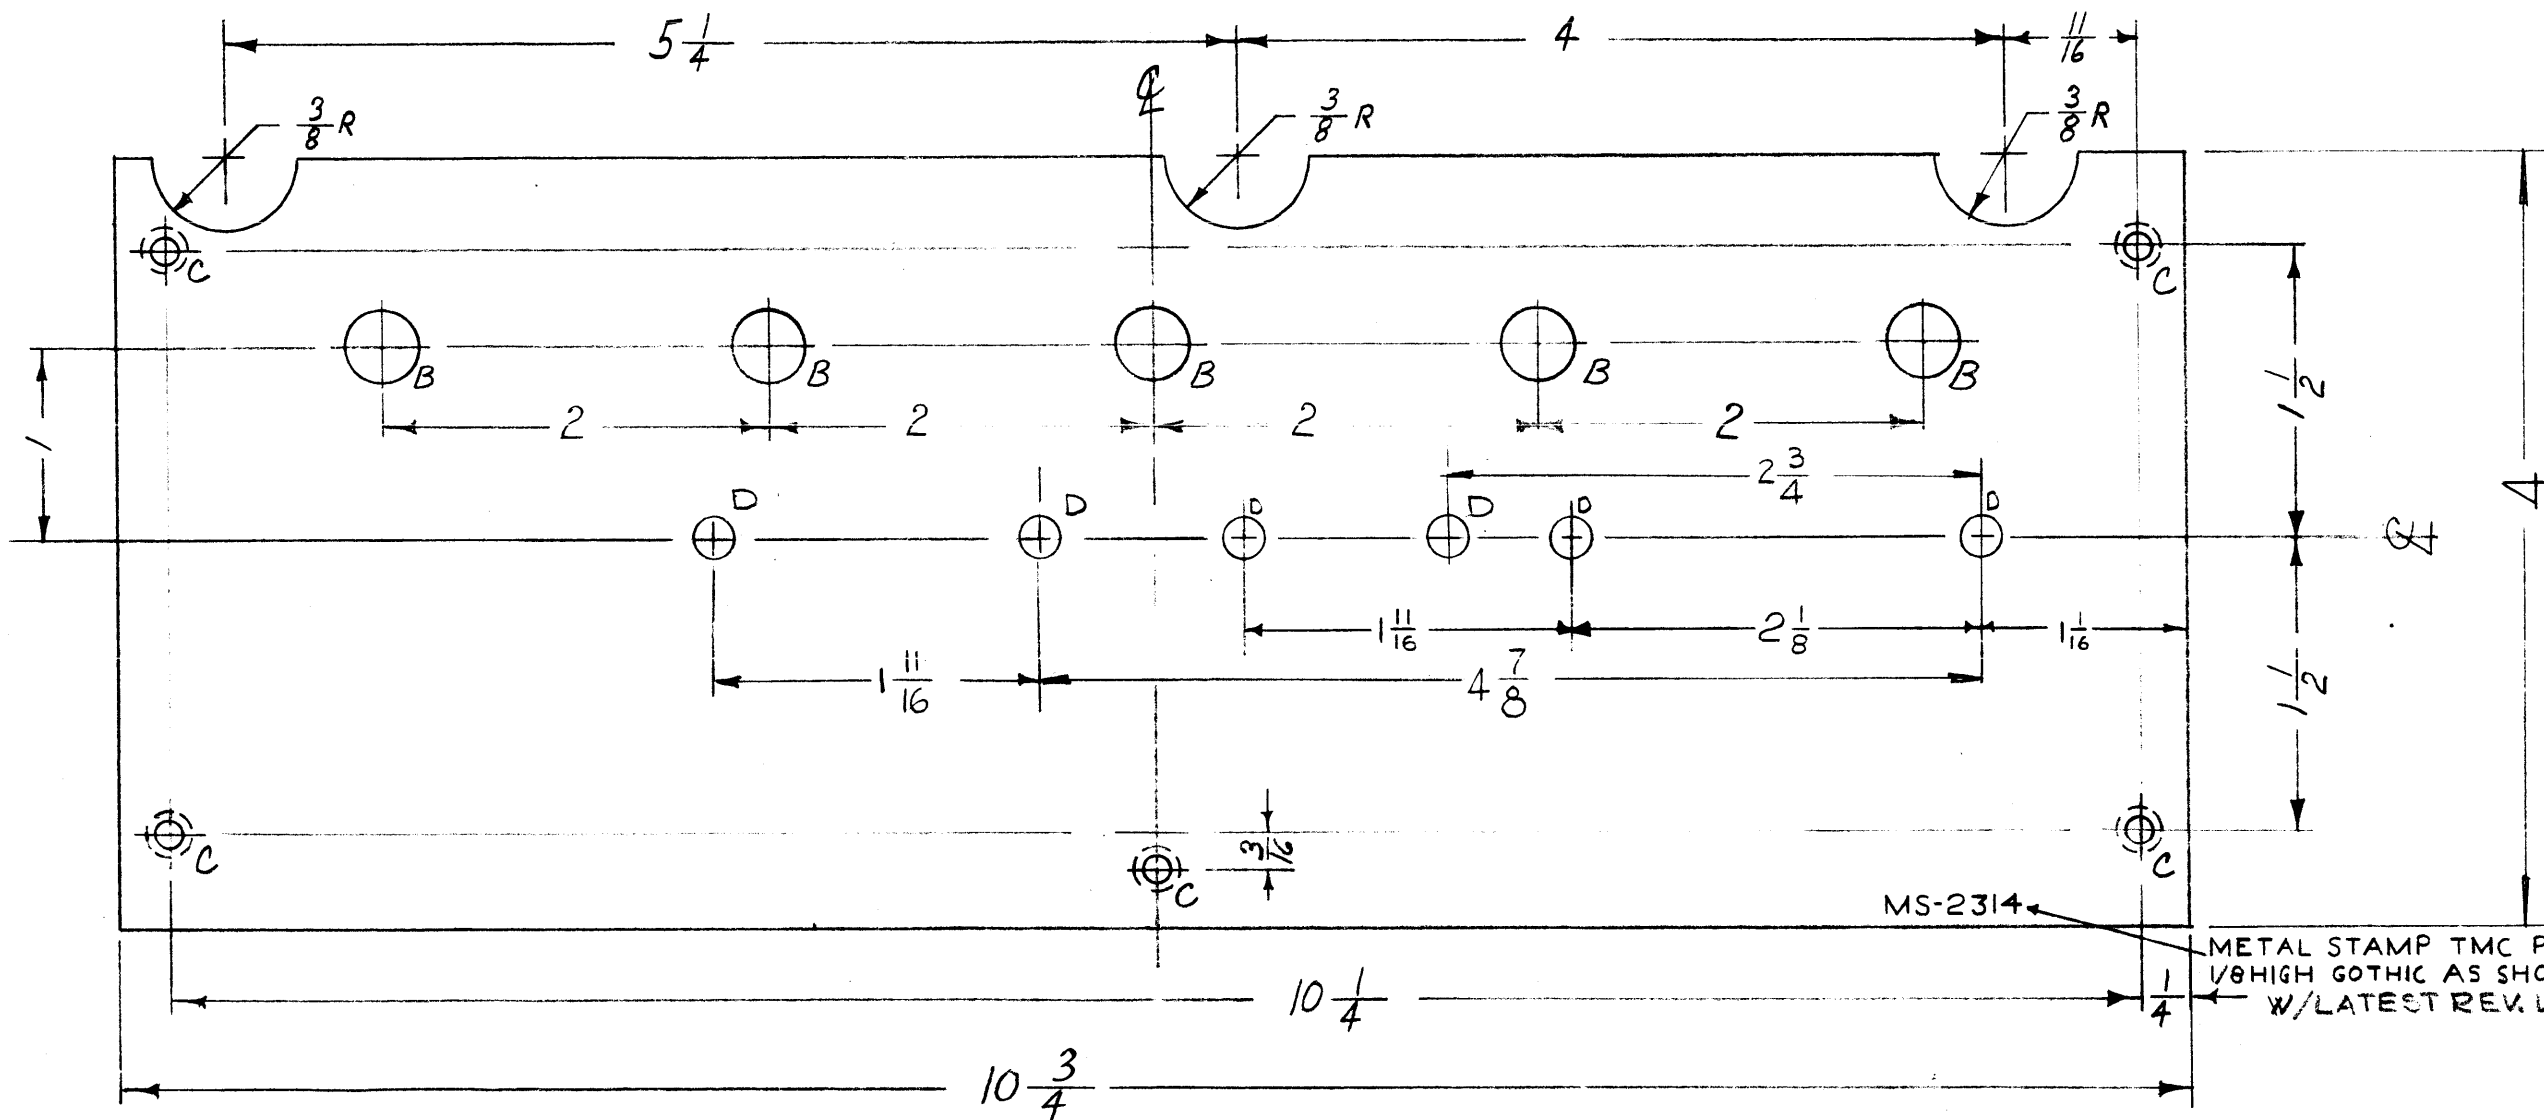 5 1/4
4
11/16
℄
3/8 R
3/8 R
3/8 R
C
C
B
B
B
B
B
1
2
2
2
2
1 1/2
2 3/4
4
D
D
D
D
D
D
℄
1 11/16
2 1/8
1 1/16
1 11/16
4 7/8
1 1/2
3/16
C
C
C
MS-2314
METAL STAMP TMC P
1/8 HIGH GOTHIC AS SHO
W/LATEST REV. L
10 1/4
1/4
10 3/4